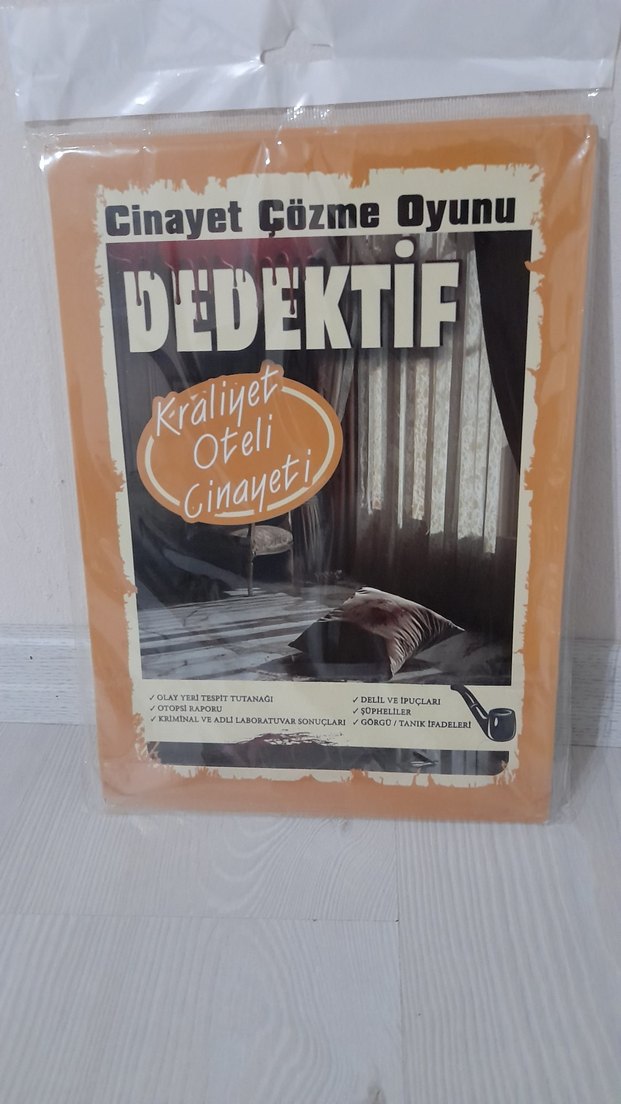 Cinayet Çözme Oyunu
DEDEKTİF
Kraliyet
Oteli
Cinayeti
✓ OLAY YERİ TESPİT TUTANAĞI
✓ OTOPSİ RAPORU
✓ KRİMİNAL VE ADLİ LABORATUVAR SONUÇLARI
✓ DELİL VE İPUÇLARI
✓ ŞÜPHELİLER
✓ GÖRGÜ / TANIK İFADELERİ